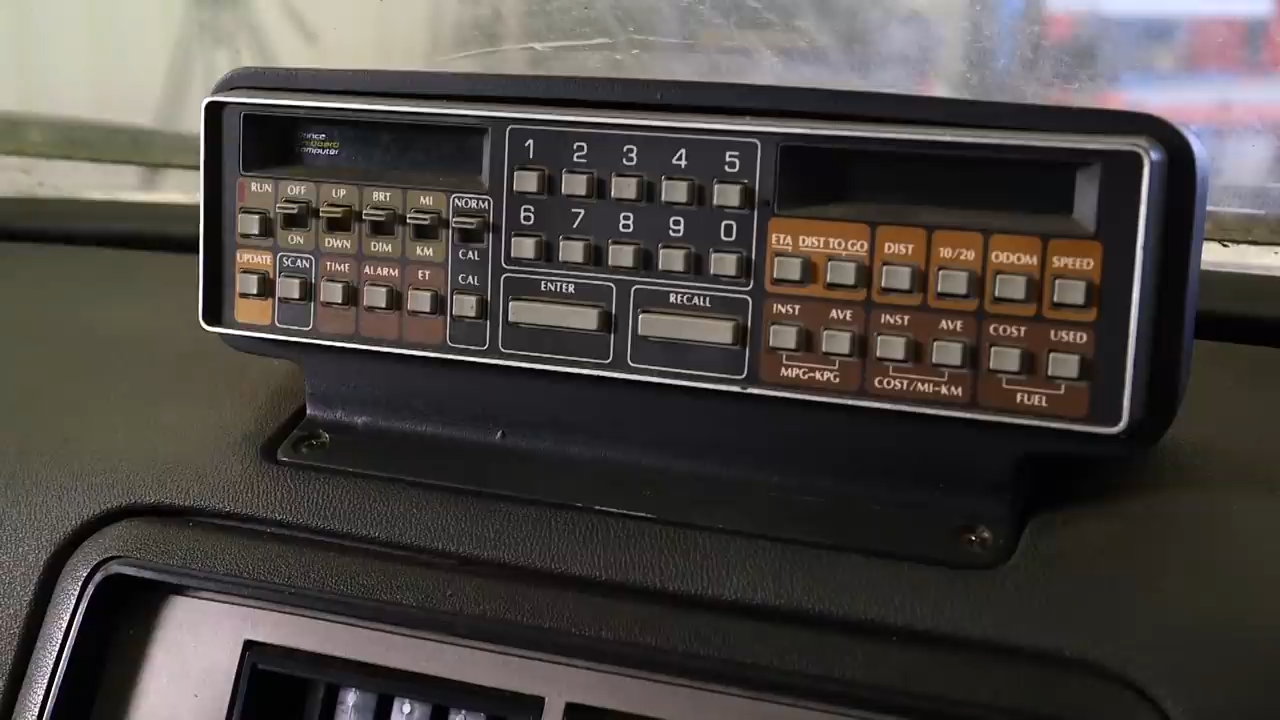 Computer
1 2 3 4 5
6 7 8 9 0
RUN OFF UP BRT MI NORM
ON DWN DIM KM CAL
UPDATE SCAN TIME ALARM ET CAL
ENTER RECALL
ETA DIST TO GO DIST 10/20 ODOM SPEED
INST AVE INST AVE COST USED
MPG-KPG COST/MI-KM FUEL